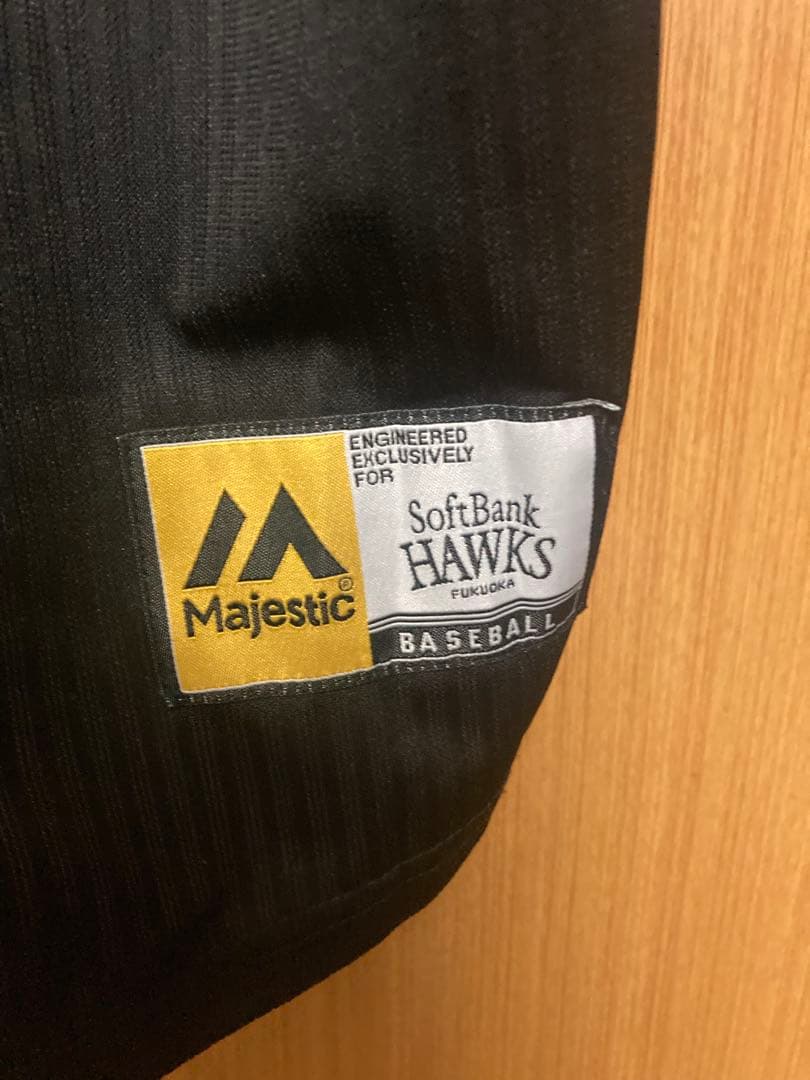 Majestic®
ENGINEERED
EXCLUSIVELY
FOR
SoftBank
HAWKS
FUKUOKA
BASEBALL